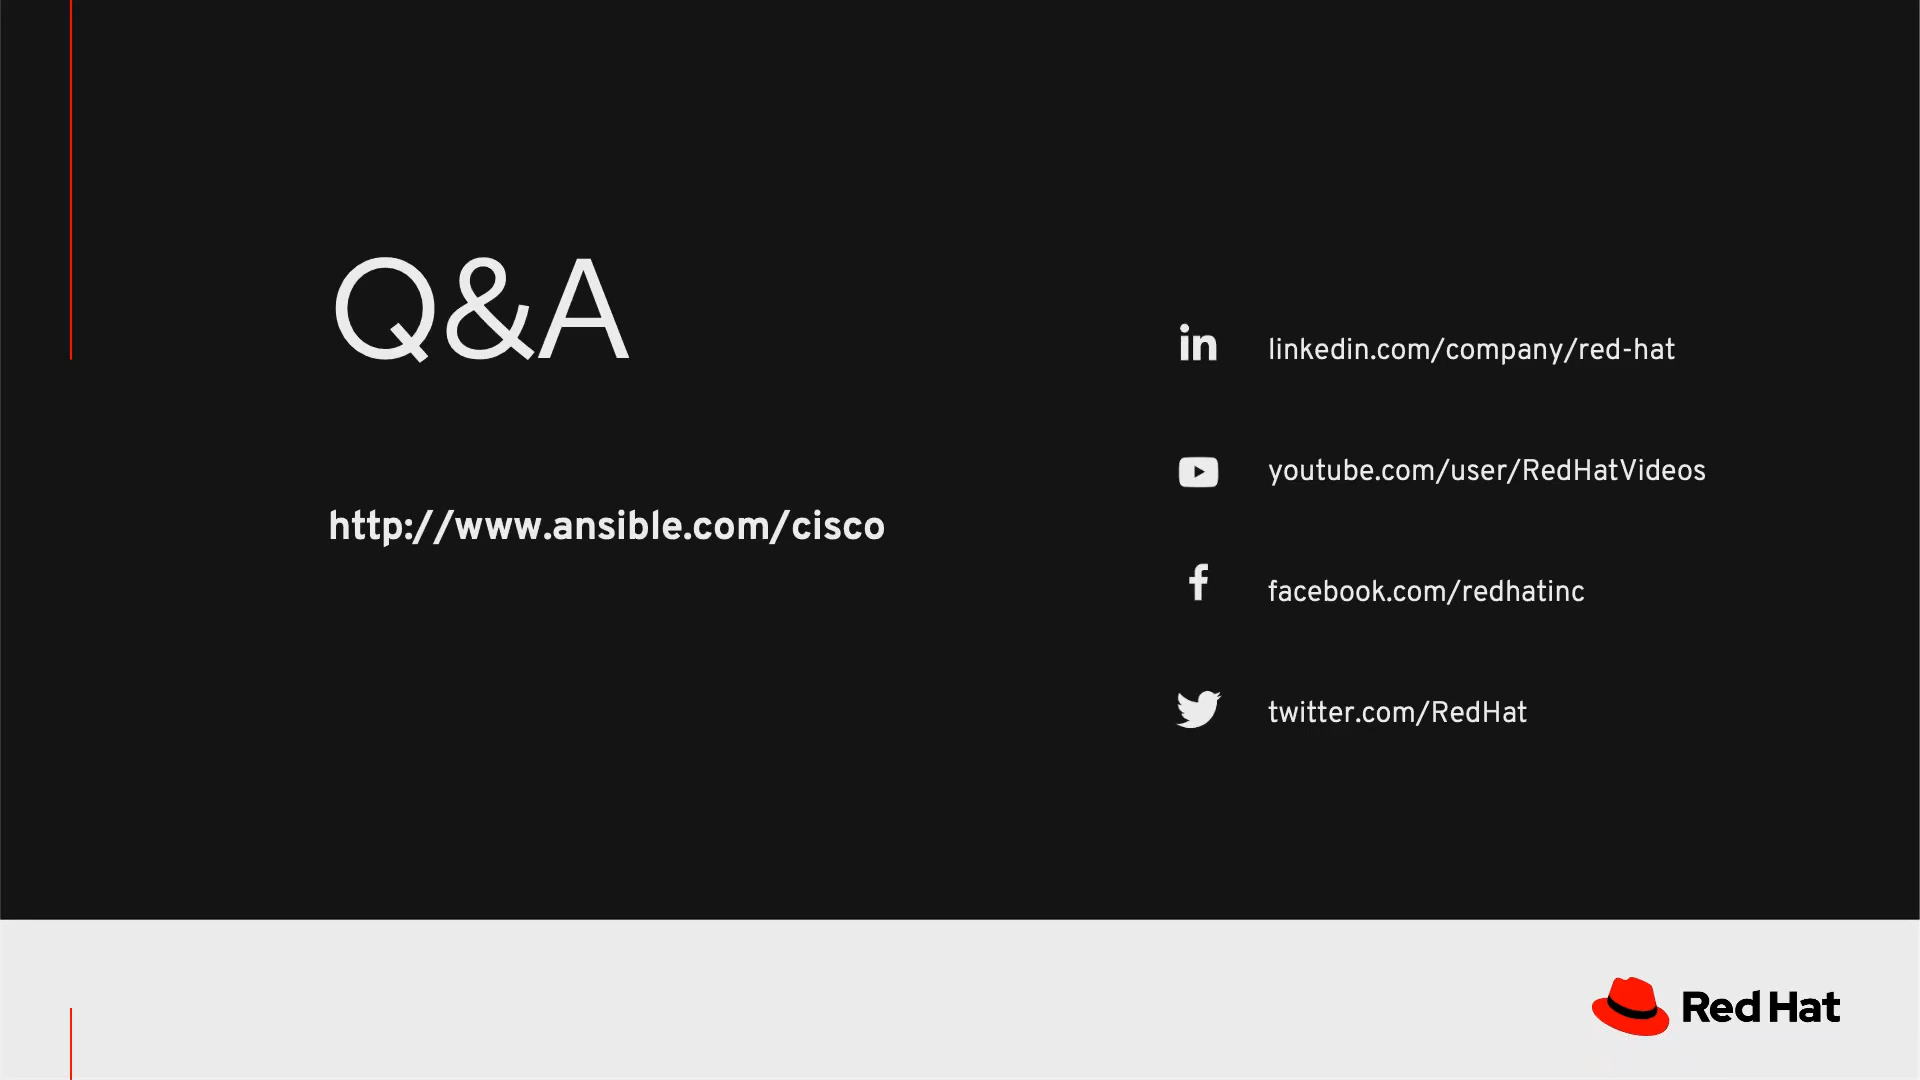 Q&A
http://www.ansible.com/cisco
in linkedin.com/company/red-hat
youtube.com/user/RedHatVideos
f facebook.com/redhatinc
twitter.com/RedHat
Red Hat